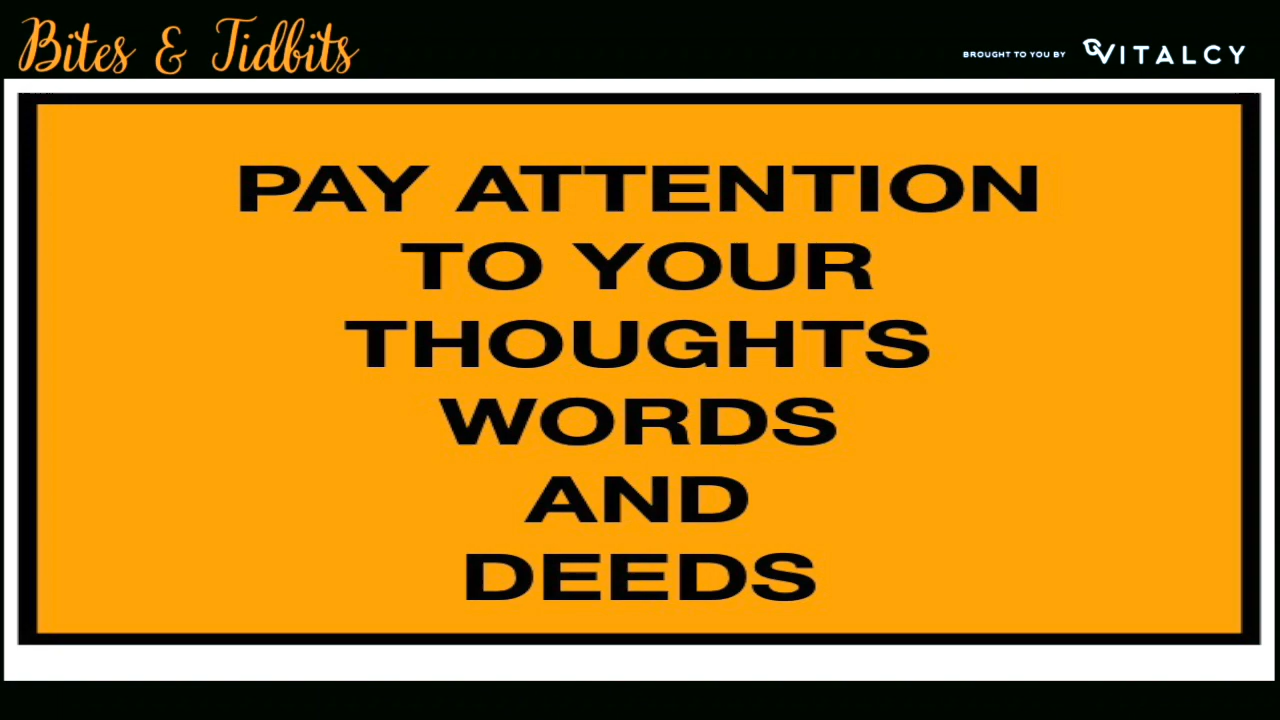 Bites & Tidbits
BROUGHT TO YOU BY VITALCY
PAY ATTENTION
TO YOUR
THOUGHTS
WORDS
AND
DEEDS